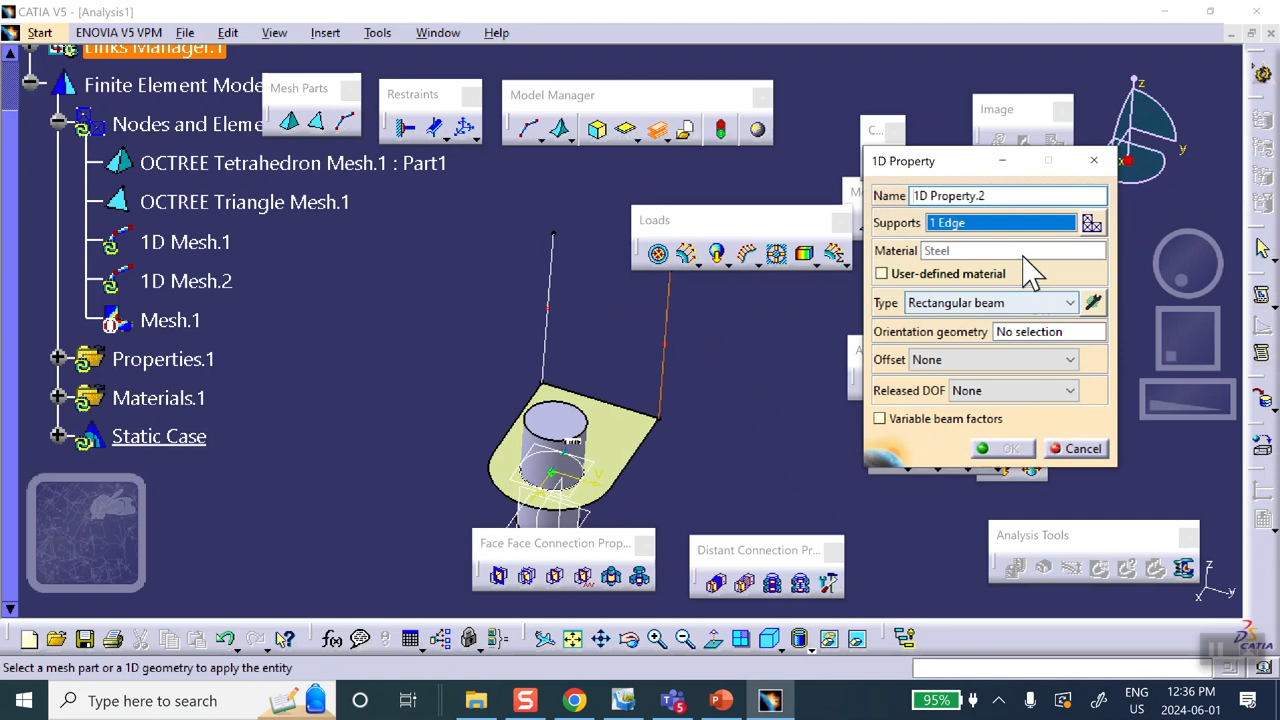 CATIA V5 - [Analysis1]
Start ENOVIA V5 VPM File Edit View Insert Tools Window Help
Links Manager.1
Finite Element Mode
Nodes and Eleme
OCTREE Tetrahedron Mesh.1 : Part1
OCTREE Triangle Mesh.1
1D Mesh.1
1D Mesh.2
Mesh.1
Properties.1
Materials.1
Static Case
Mesh Parts
Restraints
Model Manager
Loads
C...
Image
M
A
z
y
x
1D Property
Name 1D Property.2
Supports 1 Edge
Material Steel
User-defined material
Type Rectangular beam
Orientation geometry No selection
Offset None
Released DOF None
Variable beam factors
OK Cancel
Face Face Connection Prop...
Distant Connection Pr...
Analysis Tools
z
x y
f(x)
CATIA
Select a mesh part or a 1D geometry to apply the entity
Type here to search
95%
ENG
US
12:36 PM
2024-06-01